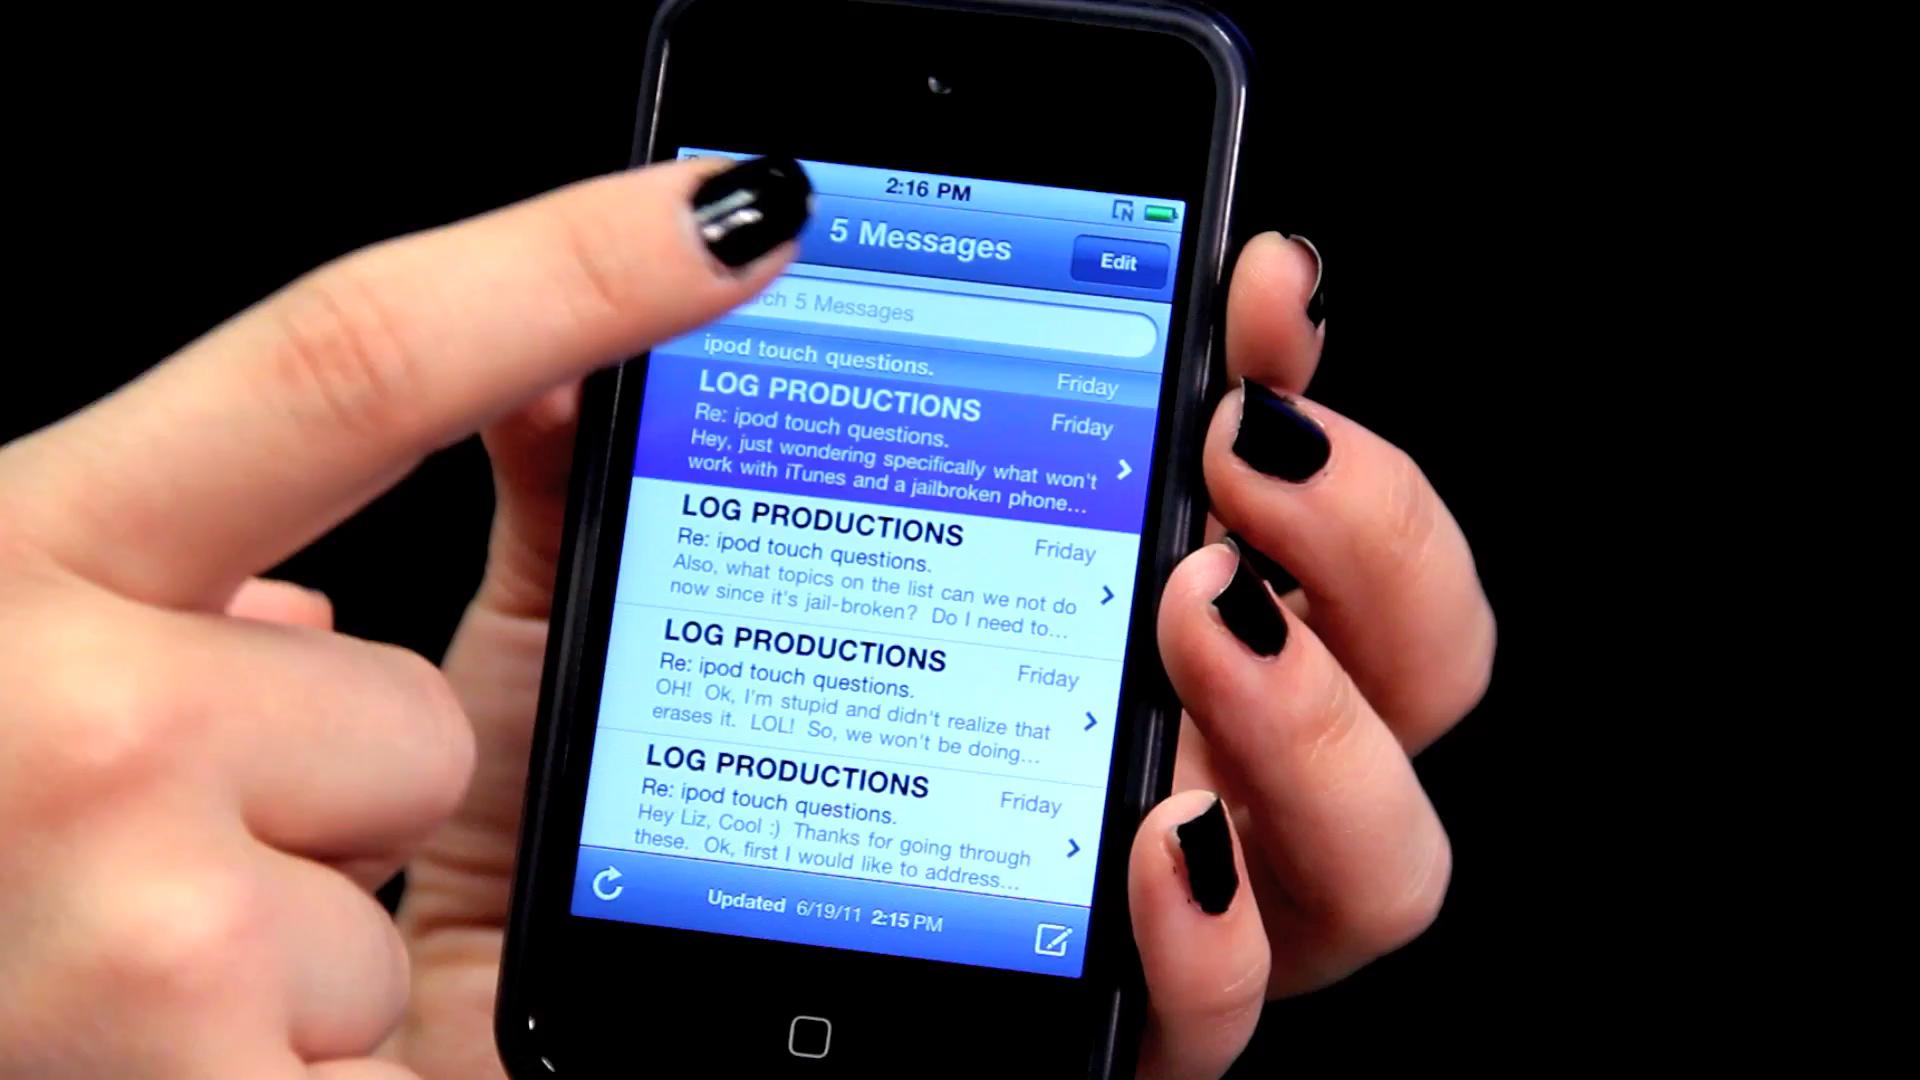 2:16 PM
5 Messages
Edit
5 Messages
ipod touch questions.
Friday
LOG PRODUCTIONS
Friday
Re: ipod touch questions.
Hey, just wondering specifically what won't
work with iTunes and a jailbroken phone...
LOG PRODUCTIONS
Friday
Re: ipod touch questions.
Also, what topics on the list can we not do
now since it's jail-broken? Do I need to...
LOG PRODUCTIONS
Friday
Re: ipod touch questions.
OH! Ok, I'm stupid and didn't realize that
erases it. LOL! So, we won't be doing...
LOG PRODUCTIONS
Friday
Re: ipod touch questions.
Hey Liz, Cool :) Thanks for going through
these. Ok, first I would like to address...
Updated 6/19/11 2:15 PM